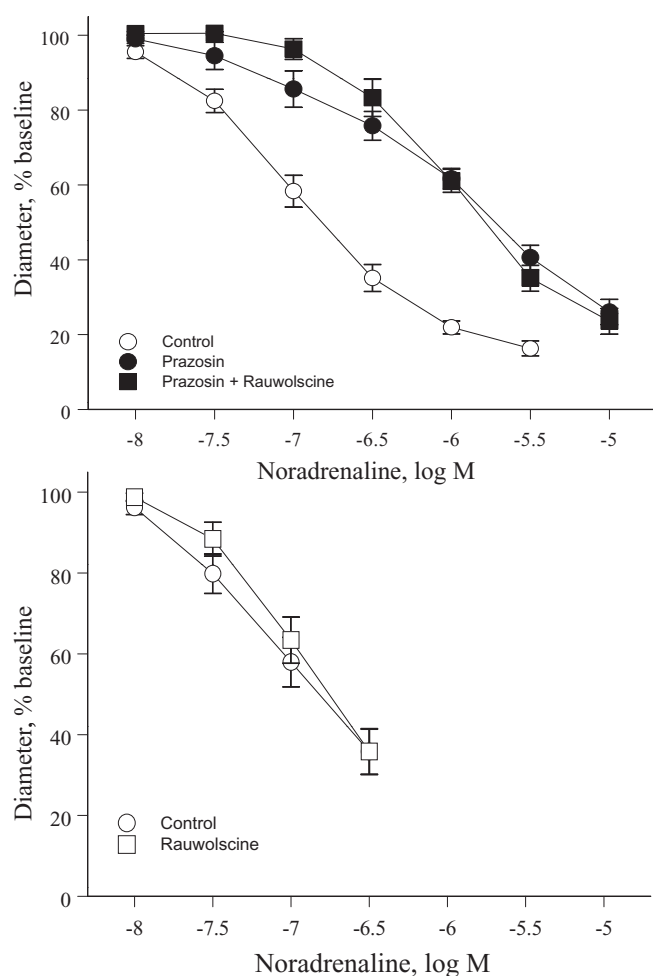 100
80
60
40
20
0
Diameter, % baseline
Control
Prazosin
Prazosin + Rauwolscine
-8 -7.5 -7 -6.5 -6 -5.5 -5
Noradrenaline, log M
100
80
60
40
20
0
Diameter, % baseline
Control
Rauwolscine
-8 -7.5 -7 -6.5 -6 -5.5 -5
Noradrenaline, log M